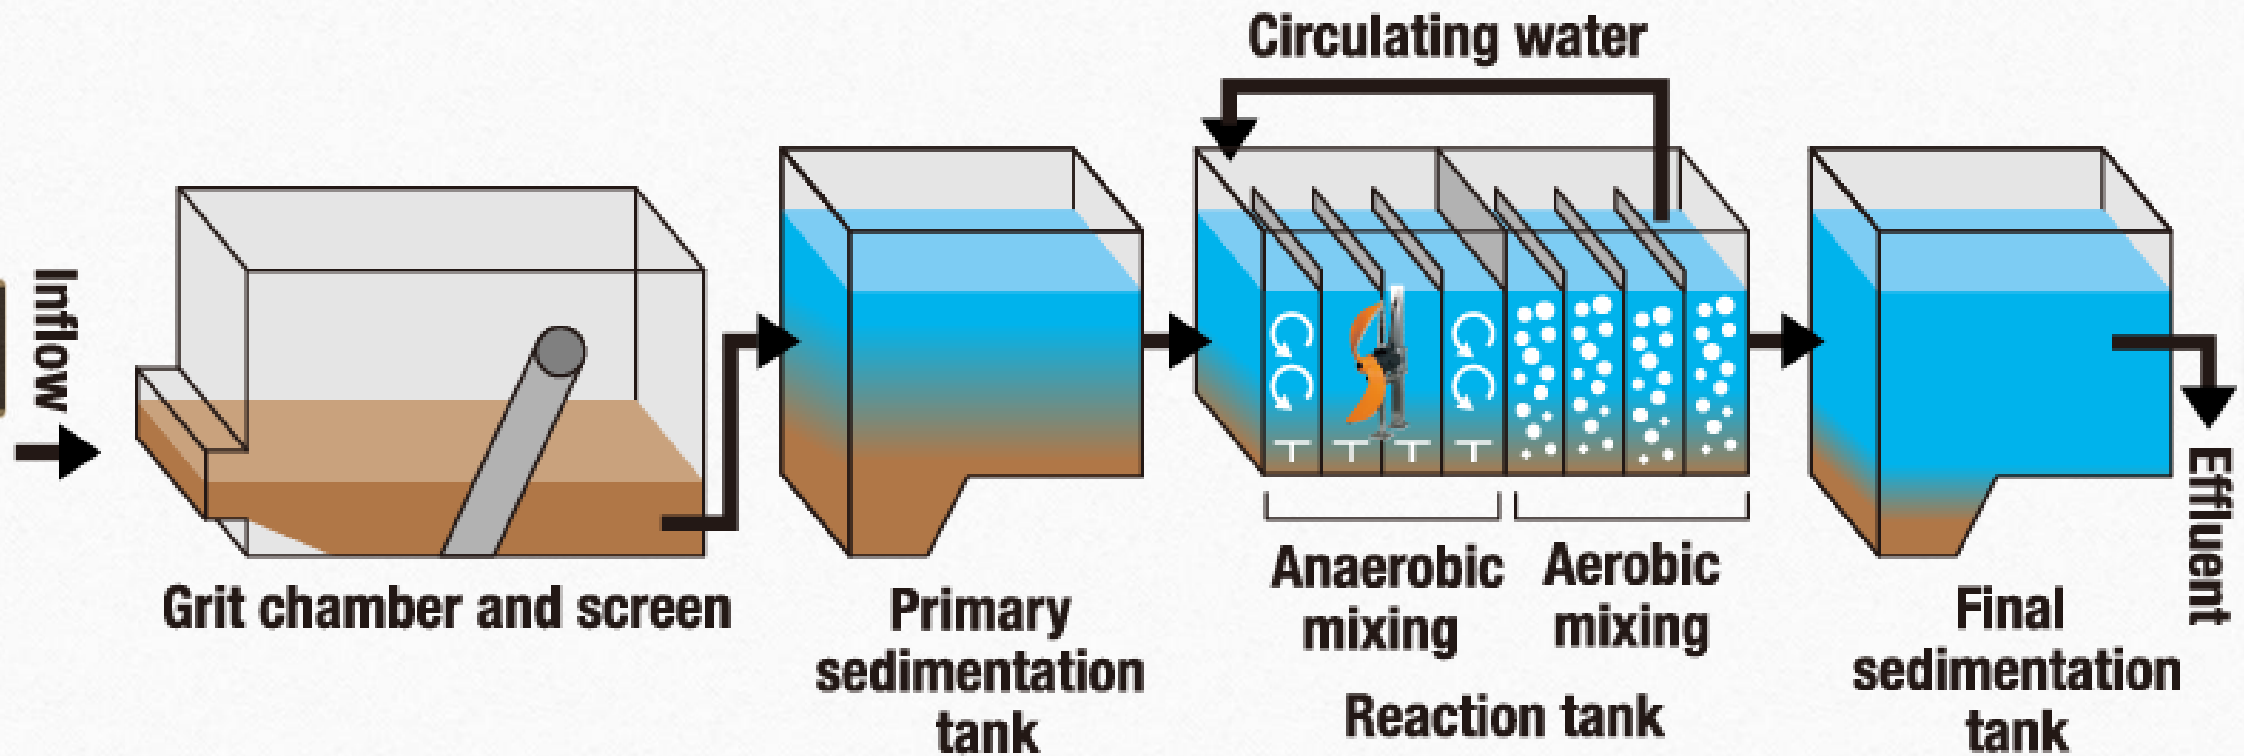 Circulating water
Inflow
Grit chamber and screen
Primary
sedimentation
tank
Anaerobic
mixing
Aerobic
mixing
Reaction tank
Final
sedimentation
tank
Effluent